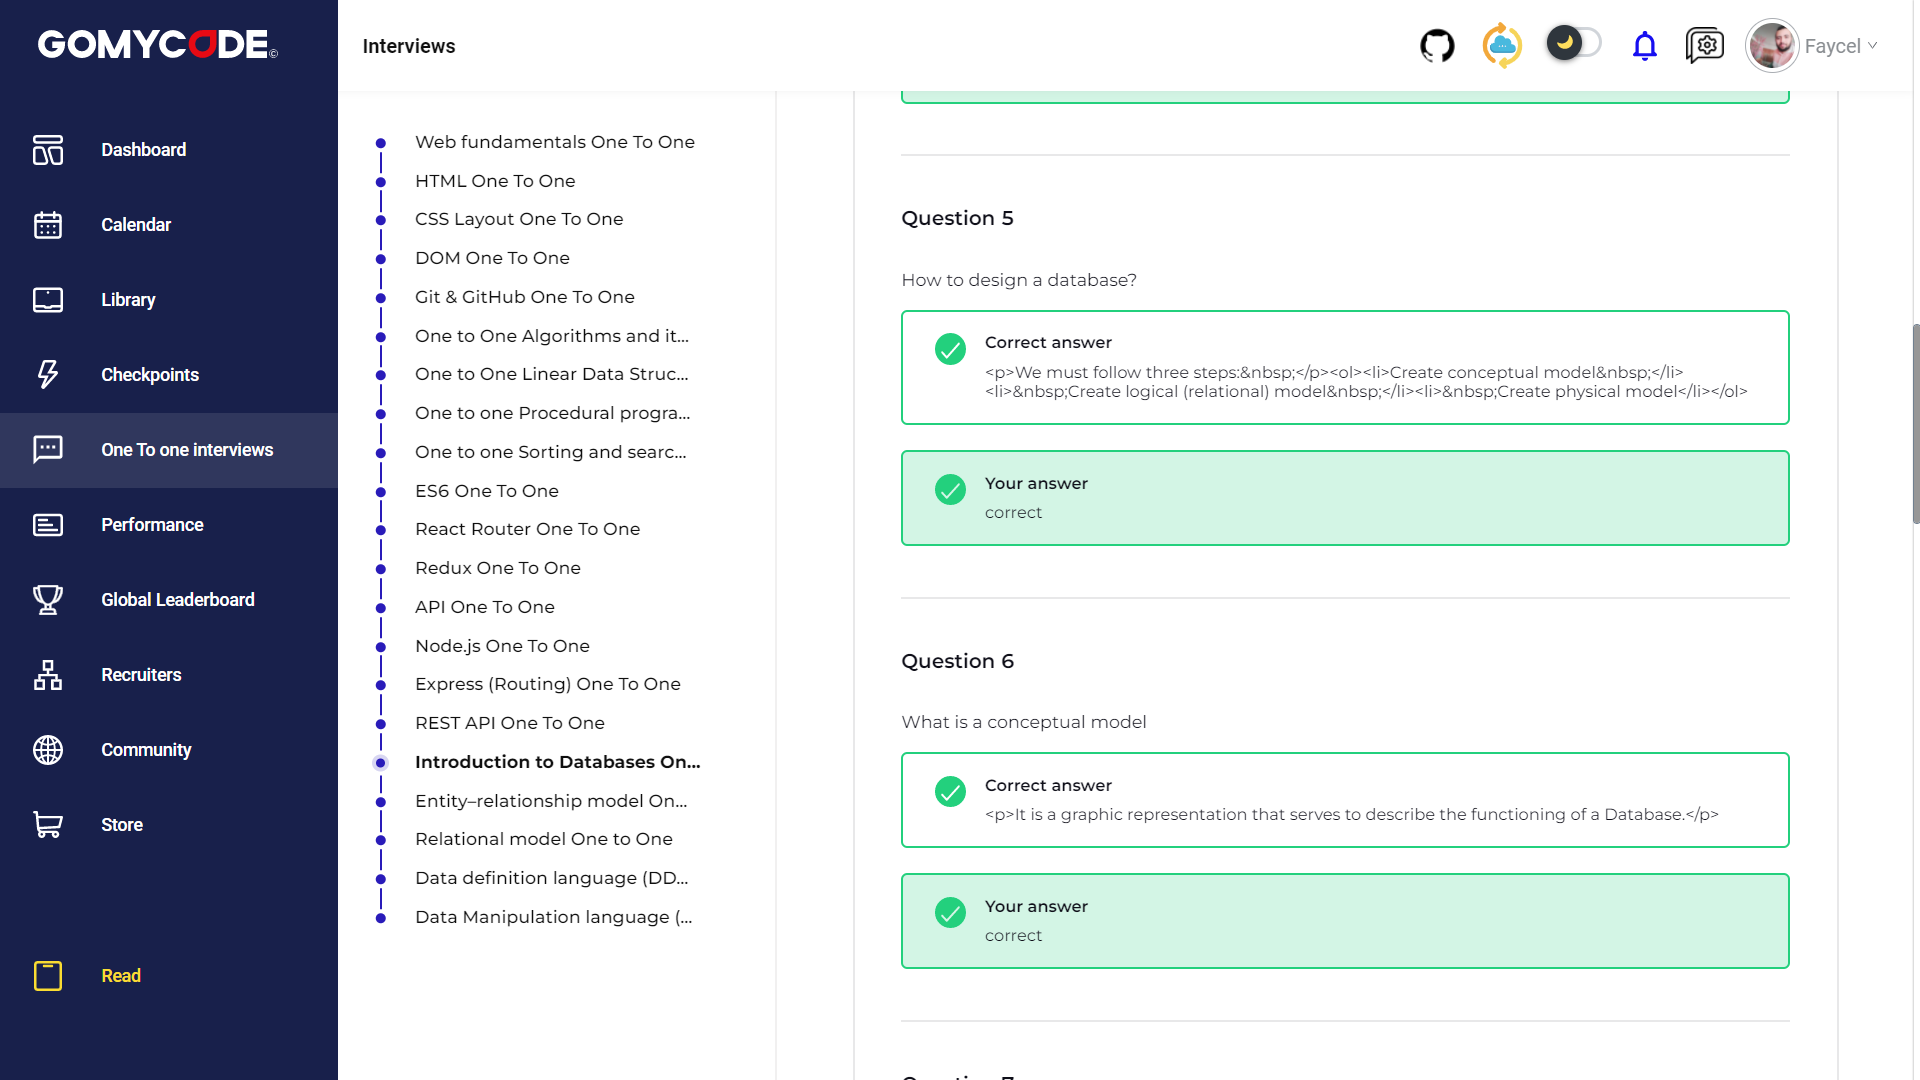 GOMYCODE©
Dashboard
Calendar
Library
Checkpoints
One To one interviews
Performance
Global Leaderboard
Recruiters
Community
Store
Read
Interviews
Faycel
Web fundamentals One To One
HTML One To One
CSS Layout One To One
DOM One To One
Git & GitHub One To One
One to One Algorithms and it...
One to One Linear Data Struc...
One to one Procedural progra...
One to one Sorting and searc...
ES6 One To One
React Router One To One
Redux One To One
API One To One
Node.js One To One
Express (Routing) One To One
REST API One To One
Introduction to Databases On...
Entity–relationship model On...
Relational model One to One
Data definition language (DD...
Data Manipulation language (...
Question 5
How to design a database?
Correct answer
<p>We must follow three steps:&nbsp;</p><ol><li>Create conceptual model&nbsp;</li>
<li>&nbsp;Create logical (relational) model&nbsp;</li><li>&nbsp;Create physical model</li></ol>
Your answer
correct
Question 6
What is a conceptual model
Correct answer
<p>It is a graphic representation that serves to describe the functioning of a Database.</p>
Your answer
correct
Question 7